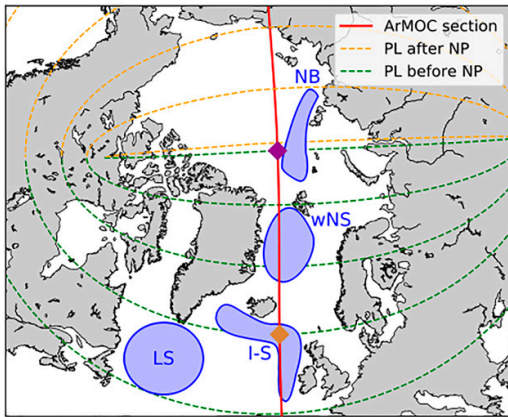 ArMOC section
PL after NP
PL before NP
NB
wNS
I-S
LS